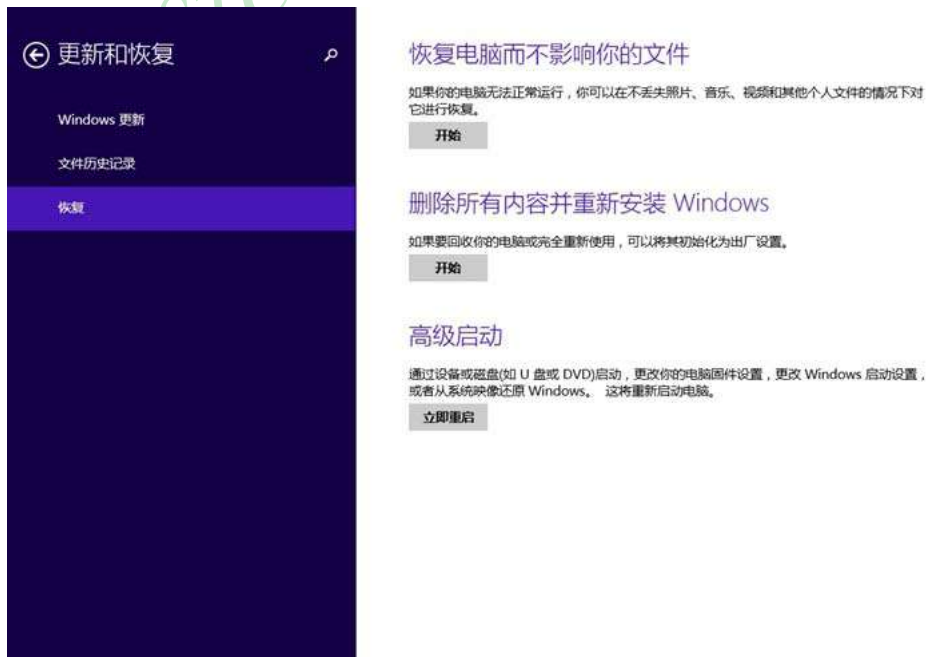 更新和恢复
Windows 更新
文件历史记录
恢复
恢复电脑而不影响你的文件
如果你的电脑无法正常运行，你可以在不丢失照片、音乐、视频和其他个人文件的情况下对
它进行恢复。
开始
删除所有内容并重新安装 Windows
如果要回收你的电脑或完全重新使用，可以将其初始化为出厂设置。
开始
高级启动
通过设备或磁盘(如 U 盘或 DVD)启动，更改你的电脑固件设置，更改 Windows 启动设置，
或者从系统映像还原 Windows。 这将重新启动电脑。
立即重启